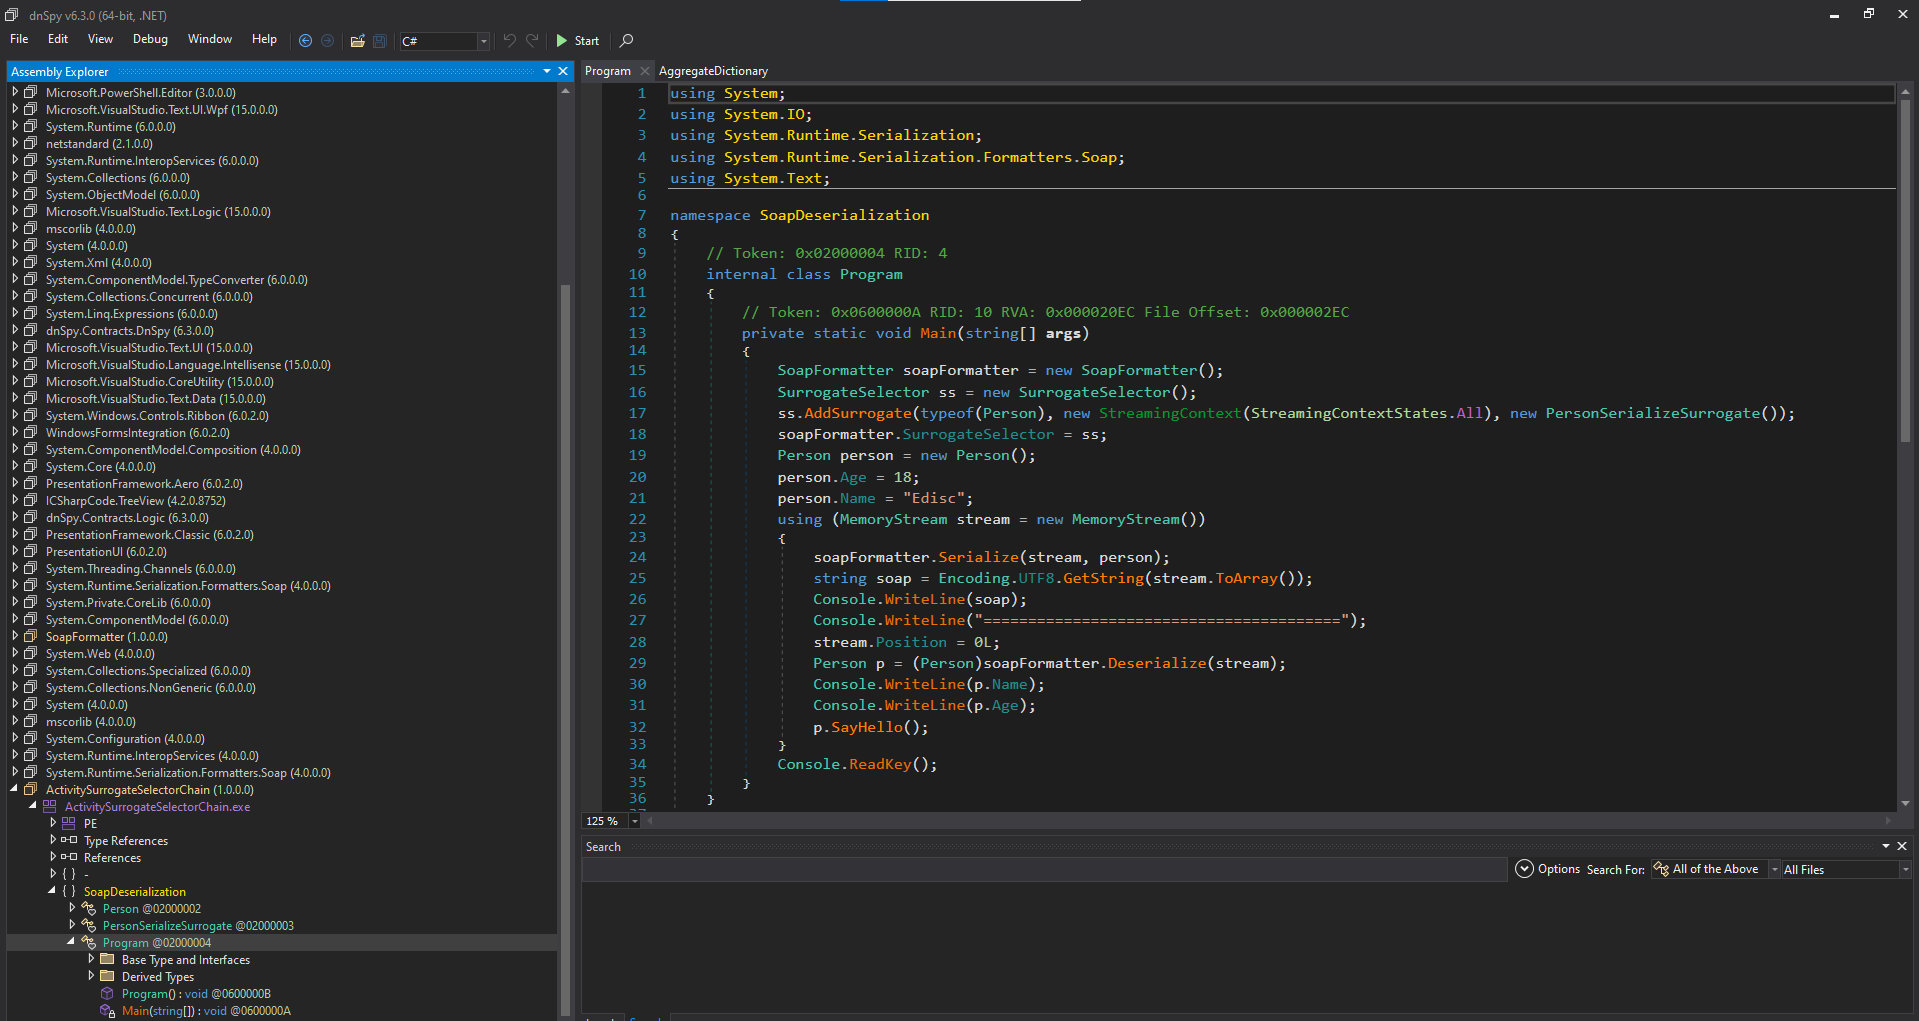 dnSpy v6.3.0 (64-bit, .NET)
File Edit View Debug Window Help C# Start
Assembly Explorer
Microsoft.PowerShell.Editor (3.0.0.0)
Microsoft.VisualStudio.Text.UI.Wpf (15.0.0.0)
System.Runtime (6.0.0.0)
netstandard (2.1.0.0)
System.Runtime.InteropServices (6.0.0.0)
System.Collections (6.0.0.0)
System.ObjectModel (6.0.0.0)
Microsoft.VisualStudio.Text.Logic (15.0.0.0)
mscorlib (4.0.0.0)
System (4.0.0.0)
System.Xml (4.0.0.0)
System.ComponentModel.TypeConverter (6.0.0.0)
System.Collections.Concurrent (6.0.0.0)
System.Linq.Expressions (6.0.0.0)
dnSpy.Contracts.DnSpy (6.3.0.0)
Microsoft.VisualStudio.Text.UI (15.0.0.0)
Microsoft.VisualStudio.Language.Intellisense (15.0.0.0)
Microsoft.VisualStudio.CoreUtility (15.0.0.0)
Microsoft.VisualStudio.Text.Data (15.0.0.0)
System.Windows.Controls.Ribbon (6.0.2.0)
WindowsFormsIntegration (6.0.2.0)
System.ComponentModel.Composition (4.0.0.0)
System.Core (4.0.0.0)
PresentationFramework.Aero (6.0.2.0)
ICSharpCode.TreeView (4.2.0.8752)
dnSpy.Contracts.Logic (6.3.0.0)
PresentationFramework.Classic (6.0.2.0)
PresentationUI (6.0.2.0)
System.Threading.Channels (6.0.0.0)
System.Runtime.Serialization.Formatters.Soap (4.0.0.0)
System.Private.CoreLib (6.0.0.0)
System.ComponentModel (6.0.0.0)
SoapFormatter (1.0.0.0)
System.Web (4.0.0.0)
System.Collections.Specialized (6.0.0.0)
System.Collections.NonGeneric (6.0.0.0)
System (4.0.0.0)
mscorlib (4.0.0.0)
System.Configuration (4.0.0.0)
System.Runtime.InteropServices (4.0.0.0)
System.Runtime.Serialization.Formatters.Soap (4.0.0.0)
ActivitySurrogateSelectorChain (1.0.0.0)
ActivitySurrogateSelectorChain.exe
PE
Type References
References
{ } -
{ } SoapDeserialization
Person @02000002
PersonSerializeSurrogate @02000003
Program @02000004
Base Type and Interfaces
Derived Types
Program() : void @0600000B
Main(string[]) : void @0600000A
Program AggregateDictionary
1 using System;
2 using System.IO;
3 using System.Runtime.Serialization;
4 using System.Runtime.Serialization.Formatters.Soap;
5 using System.Text;
6
7 namespace SoapDeserialization
8 {
9 // Token: 0x02000004 RID: 4
10 internal class Program
11 {
12 // Token: 0x0600000A RID: 10 RVA: 0x000020EC File Offset: 0x000002EC
13 private static void Main(string[] args)
14 {
15 SoapFormatter soapFormatter = new SoapFormatter();
16 SurrogateSelector ss = new SurrogateSelector();
17 ss.AddSurrogate(typeof(Person), new StreamingContext(StreamingContextStates.All), new PersonSerializeSurrogate());
18 soapFormatter.SurrogateSelector = ss;
19 Person person = new Person();
20 person.Age = 18;
21 person.Name = "Edisc";
22 using (MemoryStream stream = new MemoryStream())
23 {
24 soapFormatter.Serialize(stream, person);
25 string soap = Encoding.UTF8.GetString(stream.ToArray());
26 Console.WriteLine(soap);
27 Console.WriteLine("========================================");
28 stream.Position = 0L;
29 Person p = (Person)soapFormatter.Deserialize(stream);
30 Console.WriteLine(p.Name);
31 Console.WriteLine(p.Age);
32 p.SayHello();
33 }
34 Console.ReadKey();
35 }
36 }
125 %
Search
Options Search For: All of the Above All Files